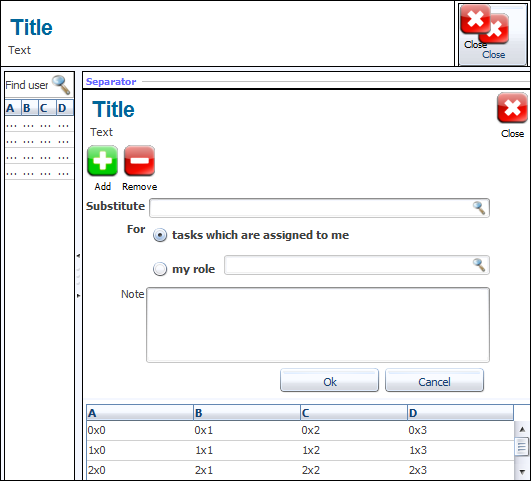 Title
Text
Close
Close
Find user
A B C D
... ... ... ...
... ... ... ...
... ... ... ...
... ... ... ...
Separator
Title
Text
Close
Add Remove
Substitute
For
tasks which are assigned to me
my role
Note
Ok Cancel
A B C D
0x0 0x1 0x2 0x3
1x0 1x1 1x2 1x3
2x0 2x1 2x2 2x3